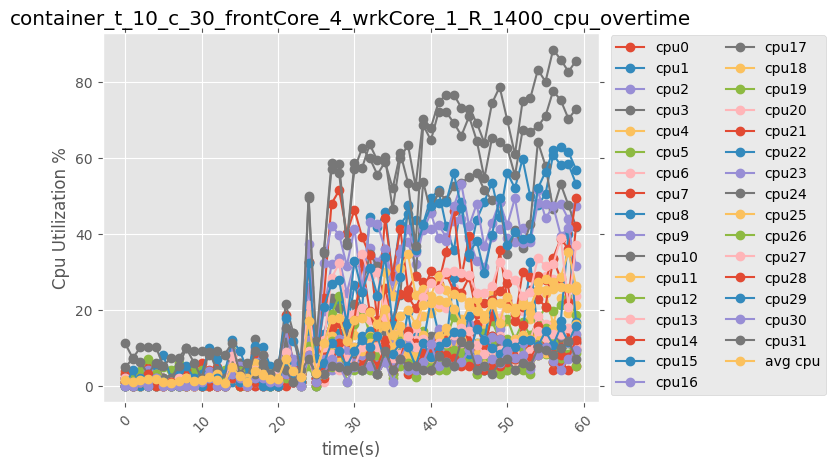 container_t_10_c_30_frontCore_4_wrkCore_1_R_1400_cpu_overtime
Cpu Utilization %
80
60
40
20
0
0
10
20
30
40
50
60
time(s)
cpu0
cpu1
cpu2
cpu3
cpu4
cpu5
cpu6
cpu7
cpu8
cpu9
cpu10
cpu11
cpu12
cpu13
cpu14
cpu15
cpu16
cpu17
cpu18
cpu19
cpu20
cpu21
cpu22
cpu23
cpu24
cpu25
cpu26
cpu27
cpu28
cpu29
cpu30
cpu31
avg cpu